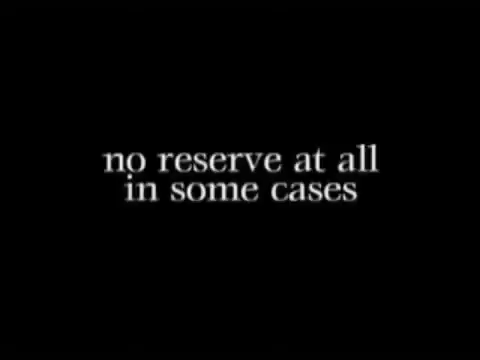 no reserve at all
in some cases